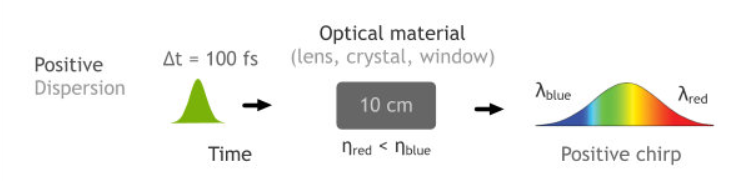 Positive
Dispersion
Δt = 100 fs
Time
Optical material
(lens, crystal, window)
10 cm
ηred < ηblue
λblue
λred
Positive chirp